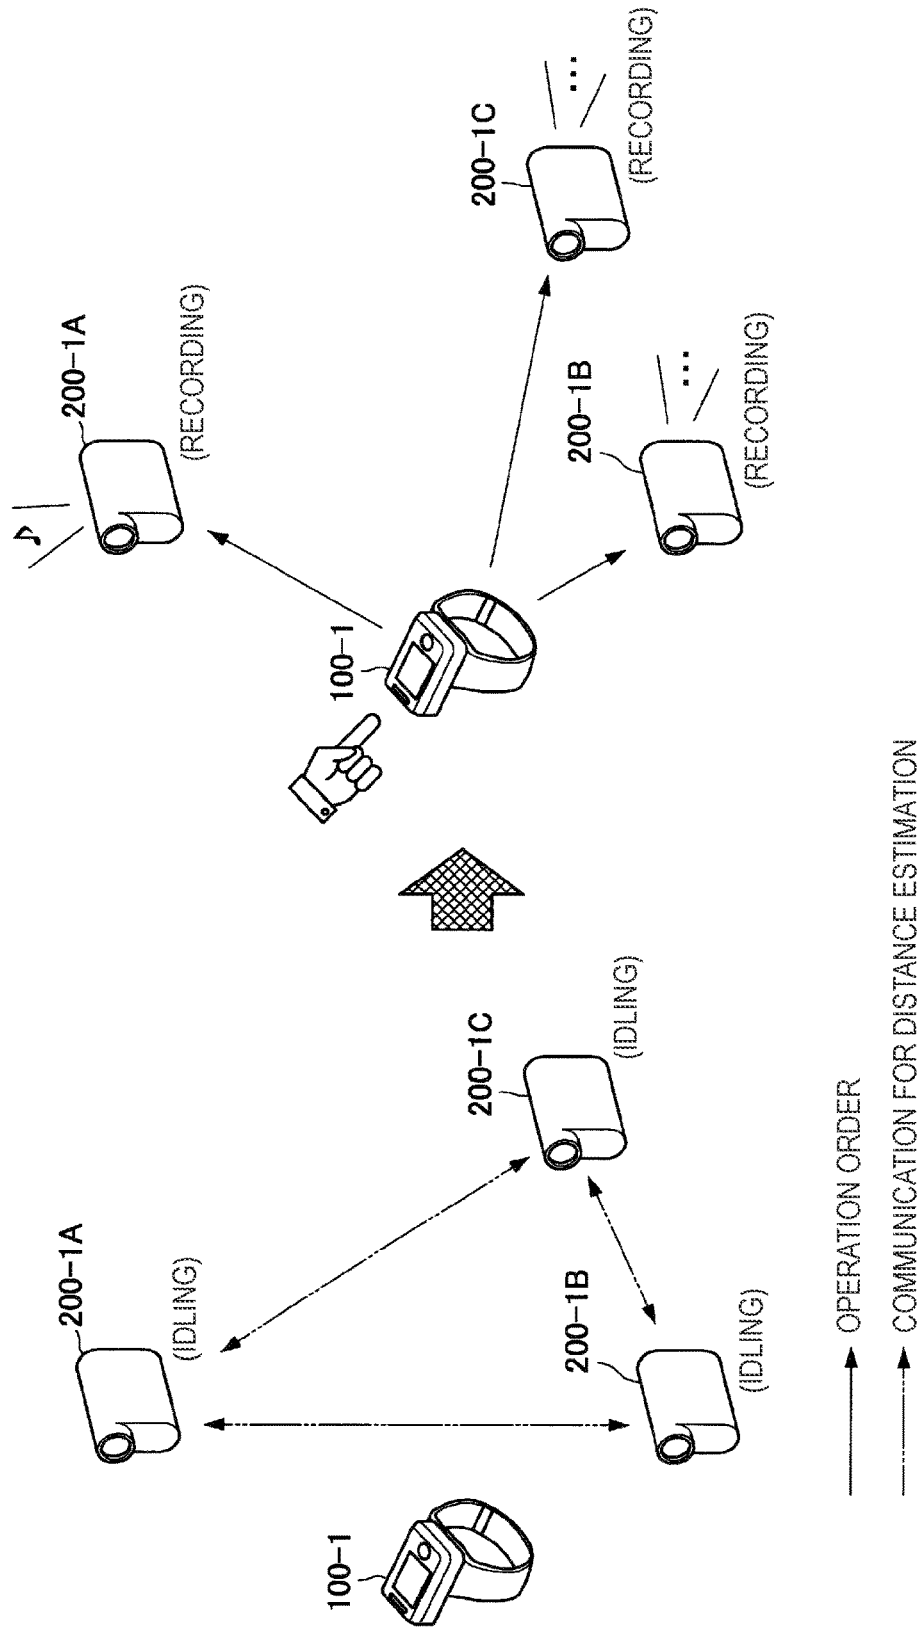 200-1A
(IDLING)
100-1
200-1C
(IDLING)
200-1B
(IDLING)
♪
200-1A
(RECORDING)
100-1
200-1C
...
(RECORDING)
200-1B
...
(RECORDING)
OPERATION ORDER
COMMUNICATION FOR DISTANCE ESTIMATION